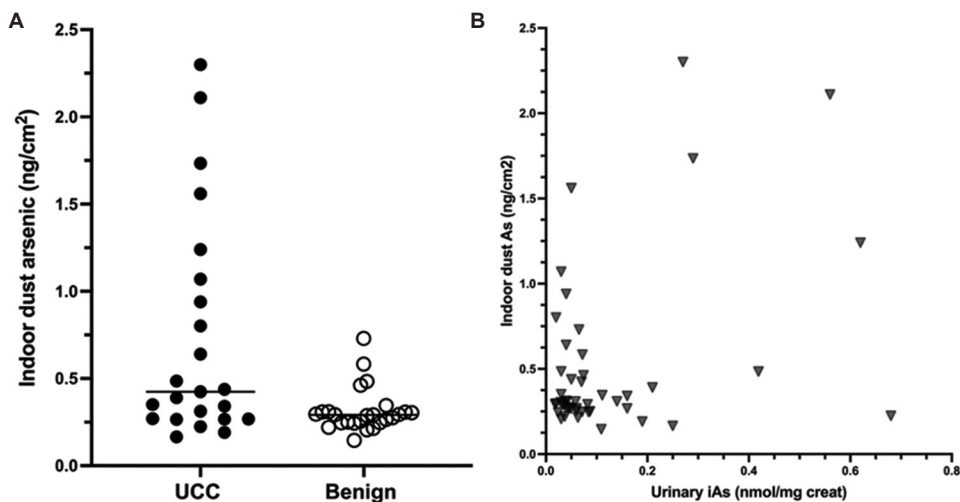 A
Indoor dust arsenic (ng/cm²)
2.5
2.0
1.5
1.0
0.5
0.0
UCC
Benign
B
Indoor dust As (ng/cm2)
2.5
2.0
1.5
1.0
0.5
0.0
0.0
0.2
0.4
0.6
0.8
Urinary iAs (nmol/mg creat)